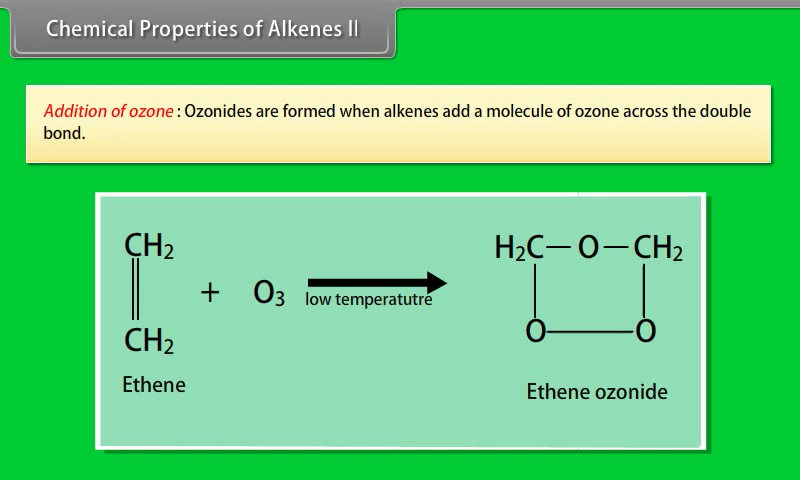 Chemical Properties of Alkenes II
Addition of ozone : Ozonides are formed when alkenes add a molecule of ozone across the double
bond.
CH2
H2C — O — CH2
+ O3
low temperatutre
O
O
CH2
Ethene
Ethene ozonide